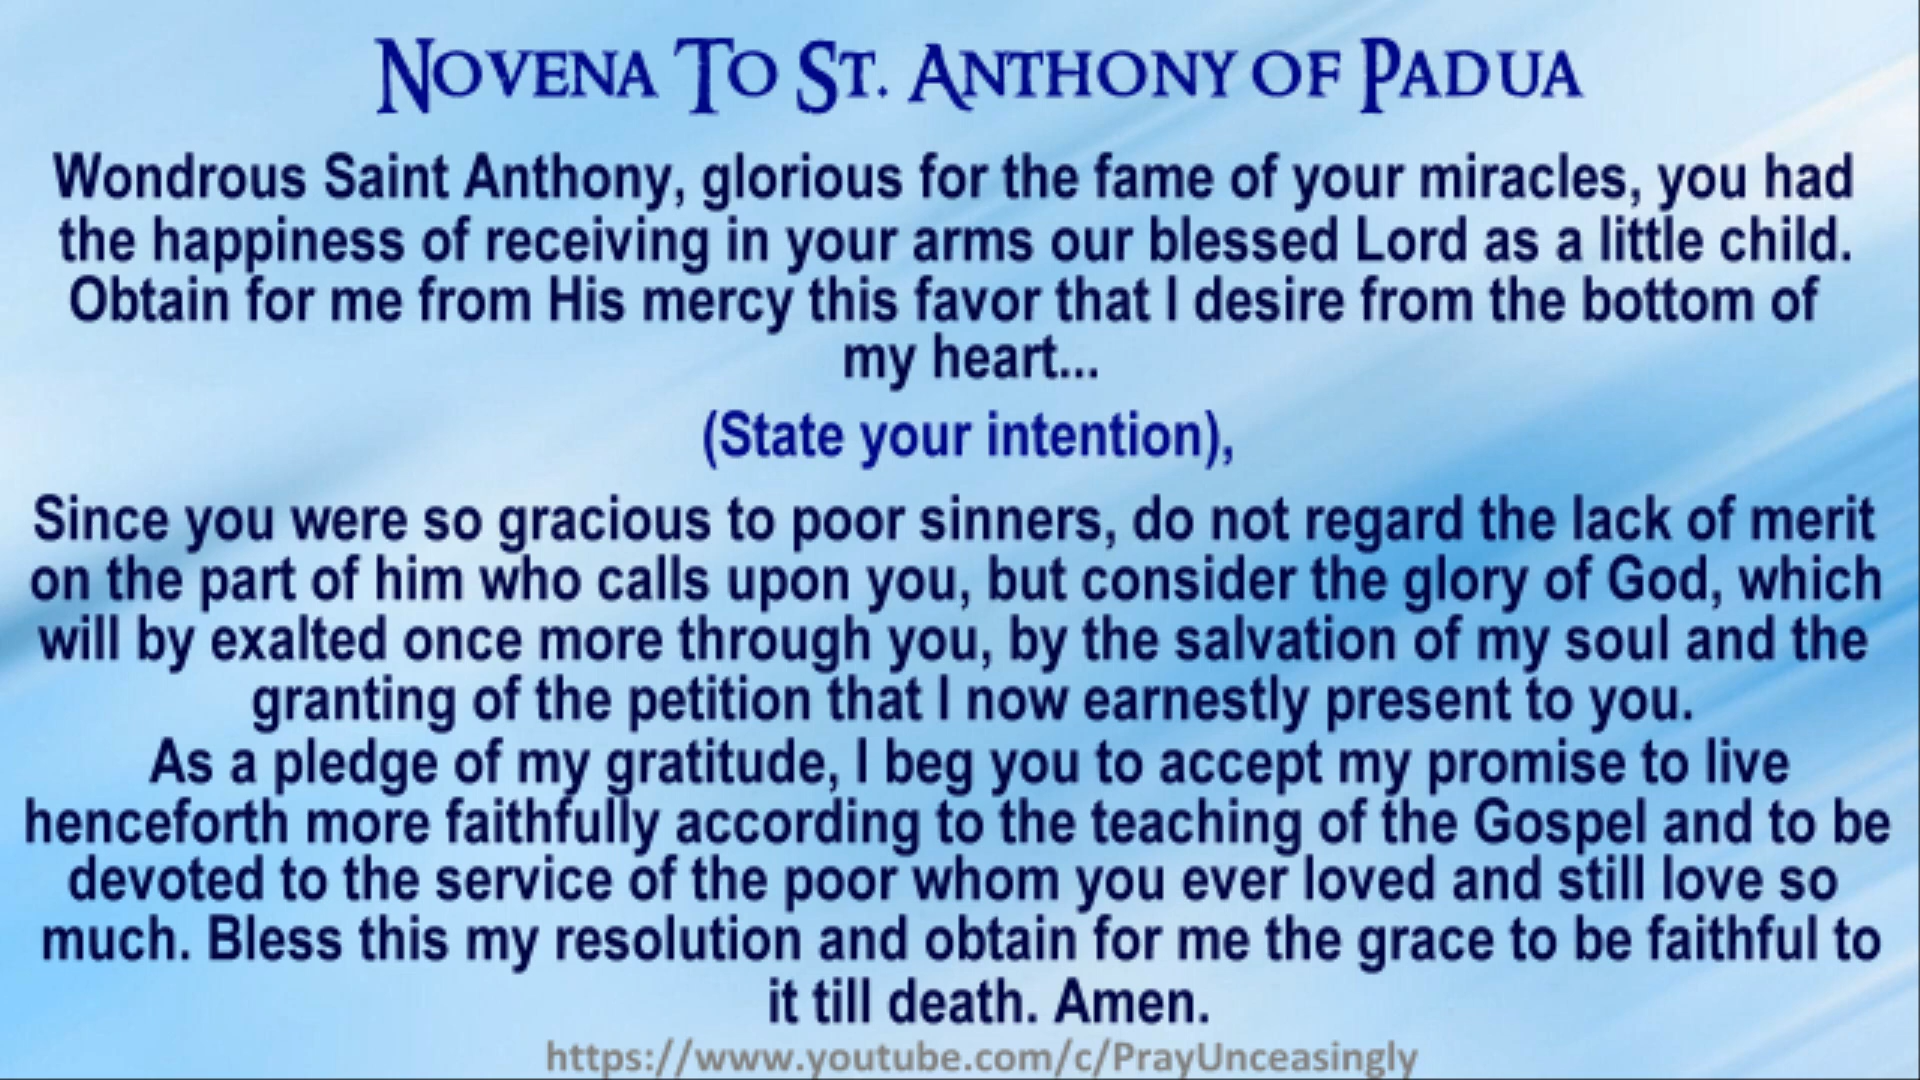 Novena To St. Anthony of Padua
Wondrous Saint Anthony, glorious for the fame of your miracles, you had
the happiness of receiving in your arms our blessed Lord as a little child.
Obtain for me from His mercy this favor that I desire from the bottom of
my heart...
(State your intention),
Since you were so gracious to poor sinners, do not regard the lack of merit
on the part of him who calls upon you, but consider the glory of God, which
will by exalted once more through you, by the salvation of my soul and the
granting of the petition that I now earnestly present to you.
As a pledge of my gratitude, I beg you to accept my promise to live
henceforth more faithfully according to the teaching of the Gospel and to be
devoted to the service of the poor whom you ever loved and still love so
much. Bless this my resolution and obtain for me the grace to be faithful to
it till death. Amen.
https://www.youtube.com/c/PrayUnceasingly